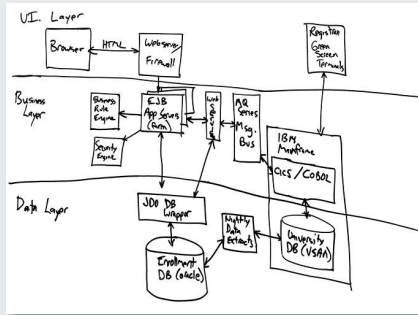 U.I. Layer
Browser
HTML
Webserver/
Firewall
Registrar
Green
Screen
Terminals
Business
Layer
Business
Rule
Engine
EJB
App Servers
(Farm)
Web
Services
MQ
Series
Msg.
Bus
IBM
Mainframe
Security
Engine
CICS/COBOL
Data Layer
JDO DB
Wrapper
Nightly
Data
Extracts
Enrollment
DB (oracle)
University
DB (VSAM)